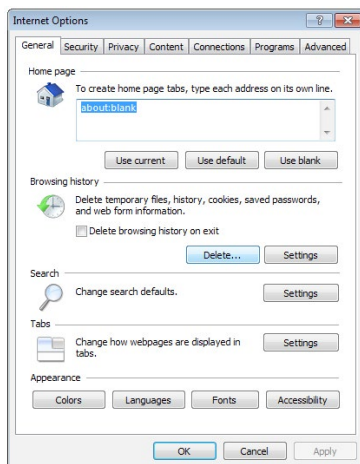 Internet Options
General Security Privacy Content Connections Programs Advanced
Home page
To create home page tabs, type each address on its own line.
about:blank
Use current Use default Use blank
Browsing history
Delete temporary files, history, cookies, saved passwords,
and web form information.
Delete browsing history on exit
Delete... Settings
Search
Change search defaults. Settings
Tabs
Change how webpages are displayed in
tabs.
Settings
Appearance
Colors Languages Fonts Accessibility
OK Cancel Apply